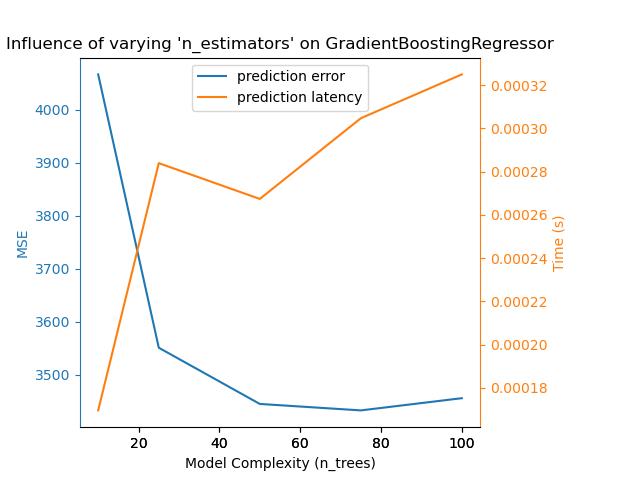 Influence of varying 'n_estimators' on GradientBoostingRegressor
prediction error
prediction latency
4000
3900
3800
3700
3600
3500
MSE
0.00032
0.00030
0.00028
0.00026
0.00024
0.00022
0.00020
0.00018
Time (s)
20 40 60 80 100
Model Complexity (n_trees)